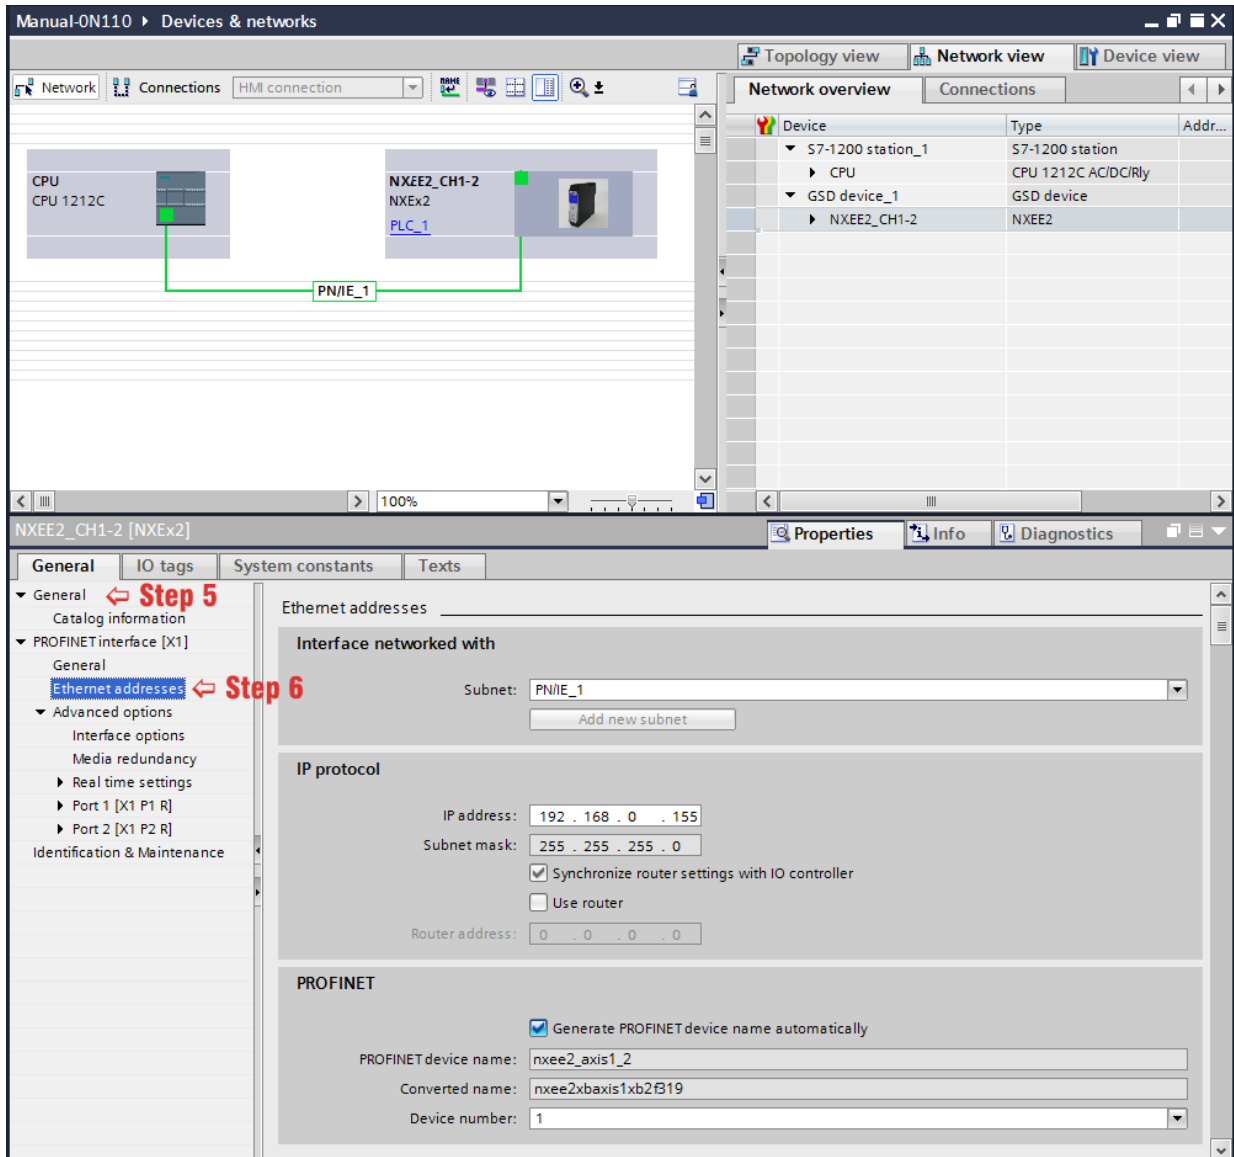 Manual-0N110 ▸ Devices & networks
Topology view
Network view
Device view
Network
Connections
HMI connection
Network overview
Connections
Device
Type
Addr...
S7-1200 station_1
S7-1200 station
CPU
CPU 1212C AC/DC/Rly
GSD device_1
GSD device
NXEE2_CH1-2
NXEE2
CPU
CPU 1212C
NXEE2_CH1-2
NXEx2
PLC_1
PN/IE_1
100%
NXEE2_CH1-2 [NXEx2]
Properties
Info
Diagnostics
General
IO tags
System constants
Texts
General
Step 5
Catalog information
PROFINET interface [X1]
General
Ethernet addresses
Step 6
Advanced options
Interface options
Media redundancy
Real time settings
Port 1 [X1 P1 R]
Port 2 [X1 P2 R]
Identification & Maintenance
Ethernet addresses
Interface networked with
Subnet: PN/IE_1
Add new subnet
IP protocol
IP address: 192 . 168 . 0 . 155
Subnet mask: 255 . 255 . 255 . 0
Synchronize router settings with IO controller
Use router
Router address: 0 . 0 . 0 . 0
PROFINET
Generate PROFINET device name automatically
PROFINET device name: nxee2_axis1_2
Converted name: nxee2xbaxis1xb2f319
Device number: 1